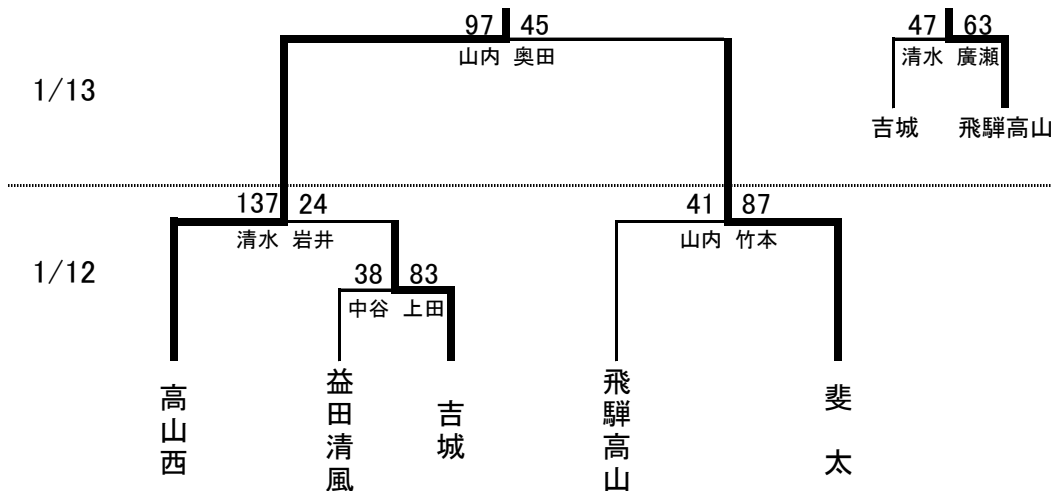 97 45
47 63
山内 奥田
清水 廣瀬
1/13
吉城 飛騨高山
137 24
41 87
清水 岩井
山内 竹本
1/12
38 83
中谷 上田
高山西
益田清風
吉城
飛騨高山
斐太